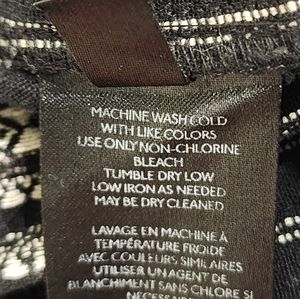 MACHINE WASH COLD
WITH LIKE COLORS
USE ONLY NON-CHLORINE
BLEACH
TUMBLE DRY LOW
LOW IRON AS NEEDED
MAY BE DRY CLEANED
LAVAGE EN MACHINE À
TEMPÉRATURE FROIDE
AVEC COULEURS SIMILAIRES
UTILISER UN AGENT DE
BLANCHIMENT SANS CHLORE SI
NÉCESSAIRE